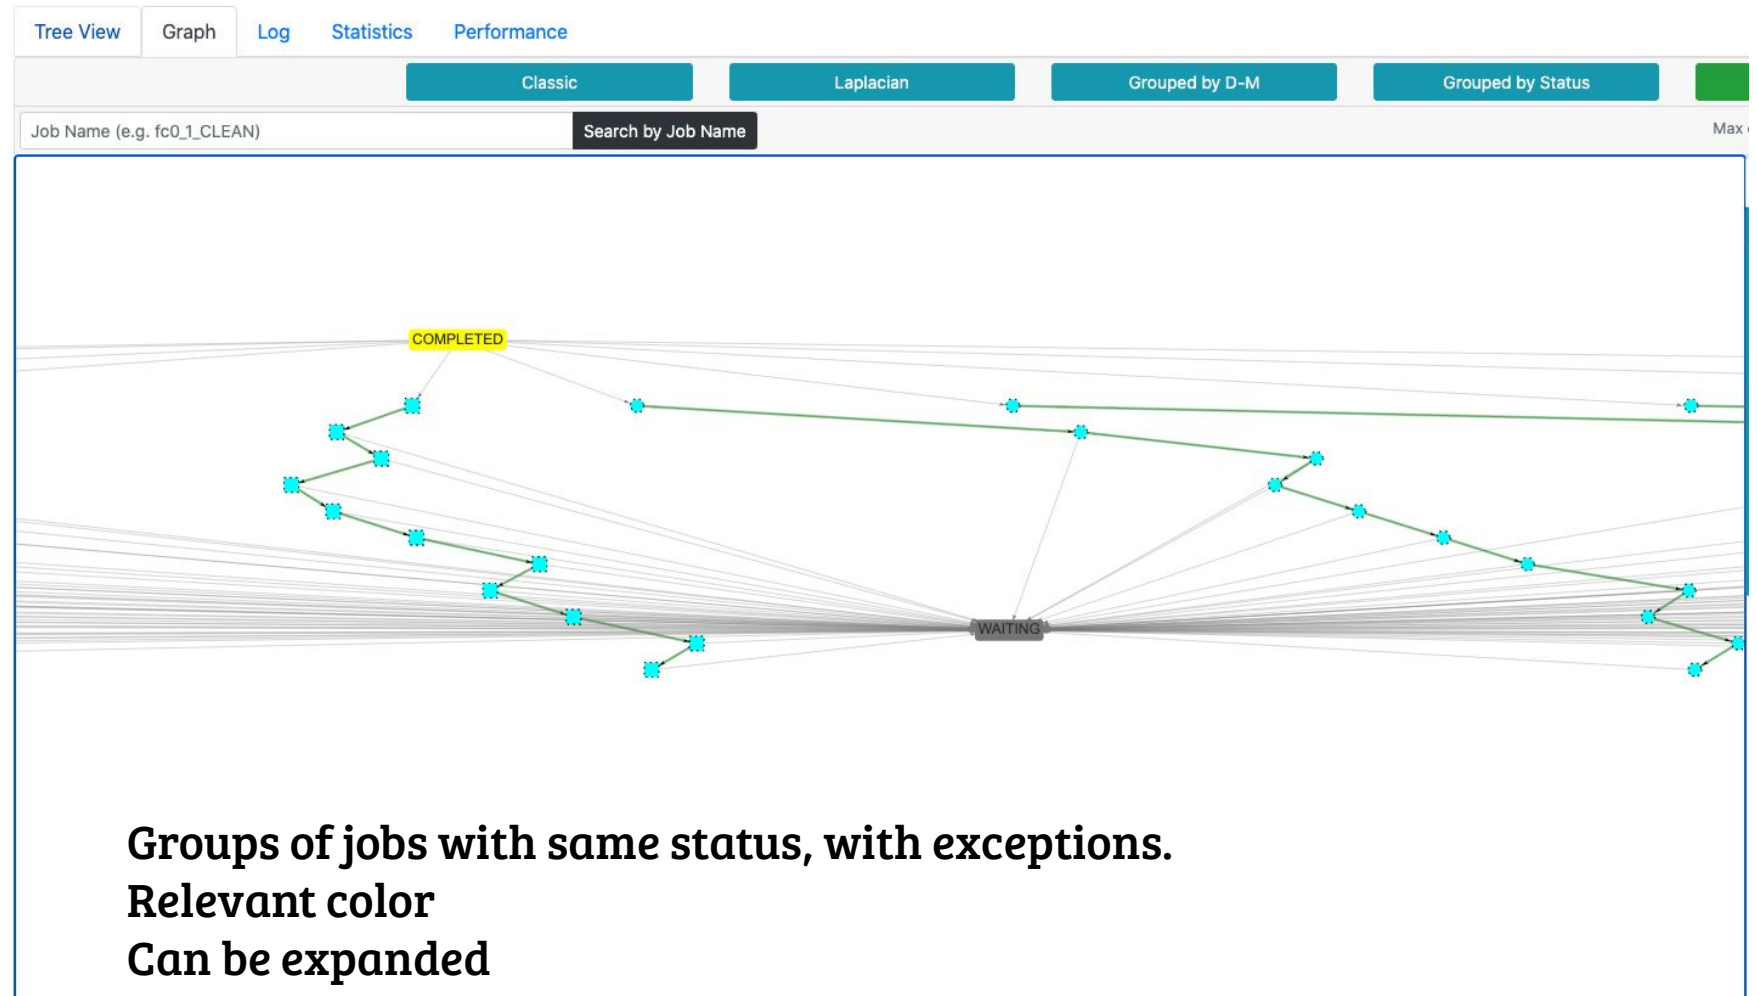 Tree View Graph Log Statistics Performance
Classic Laplacian Grouped by D-M Grouped by Status
Job Name (e.g. fc0_1_CLEAN) Search by Job Name Max
COMPLETED
WAITING
Groups of jobs with same status, with exceptions.
Relevant color
Can be expanded